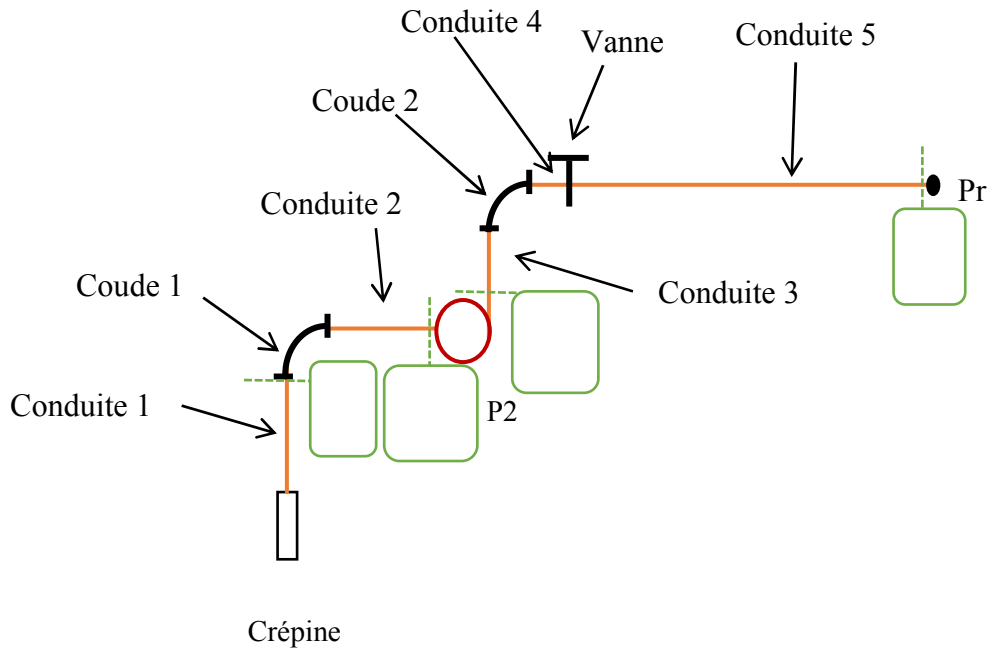 Conduite 4
Vanne
Conduite 5
Coude 2
Conduite 2
Pr
Coude 1
Conduite 3
Conduite 1
P2
Crépine